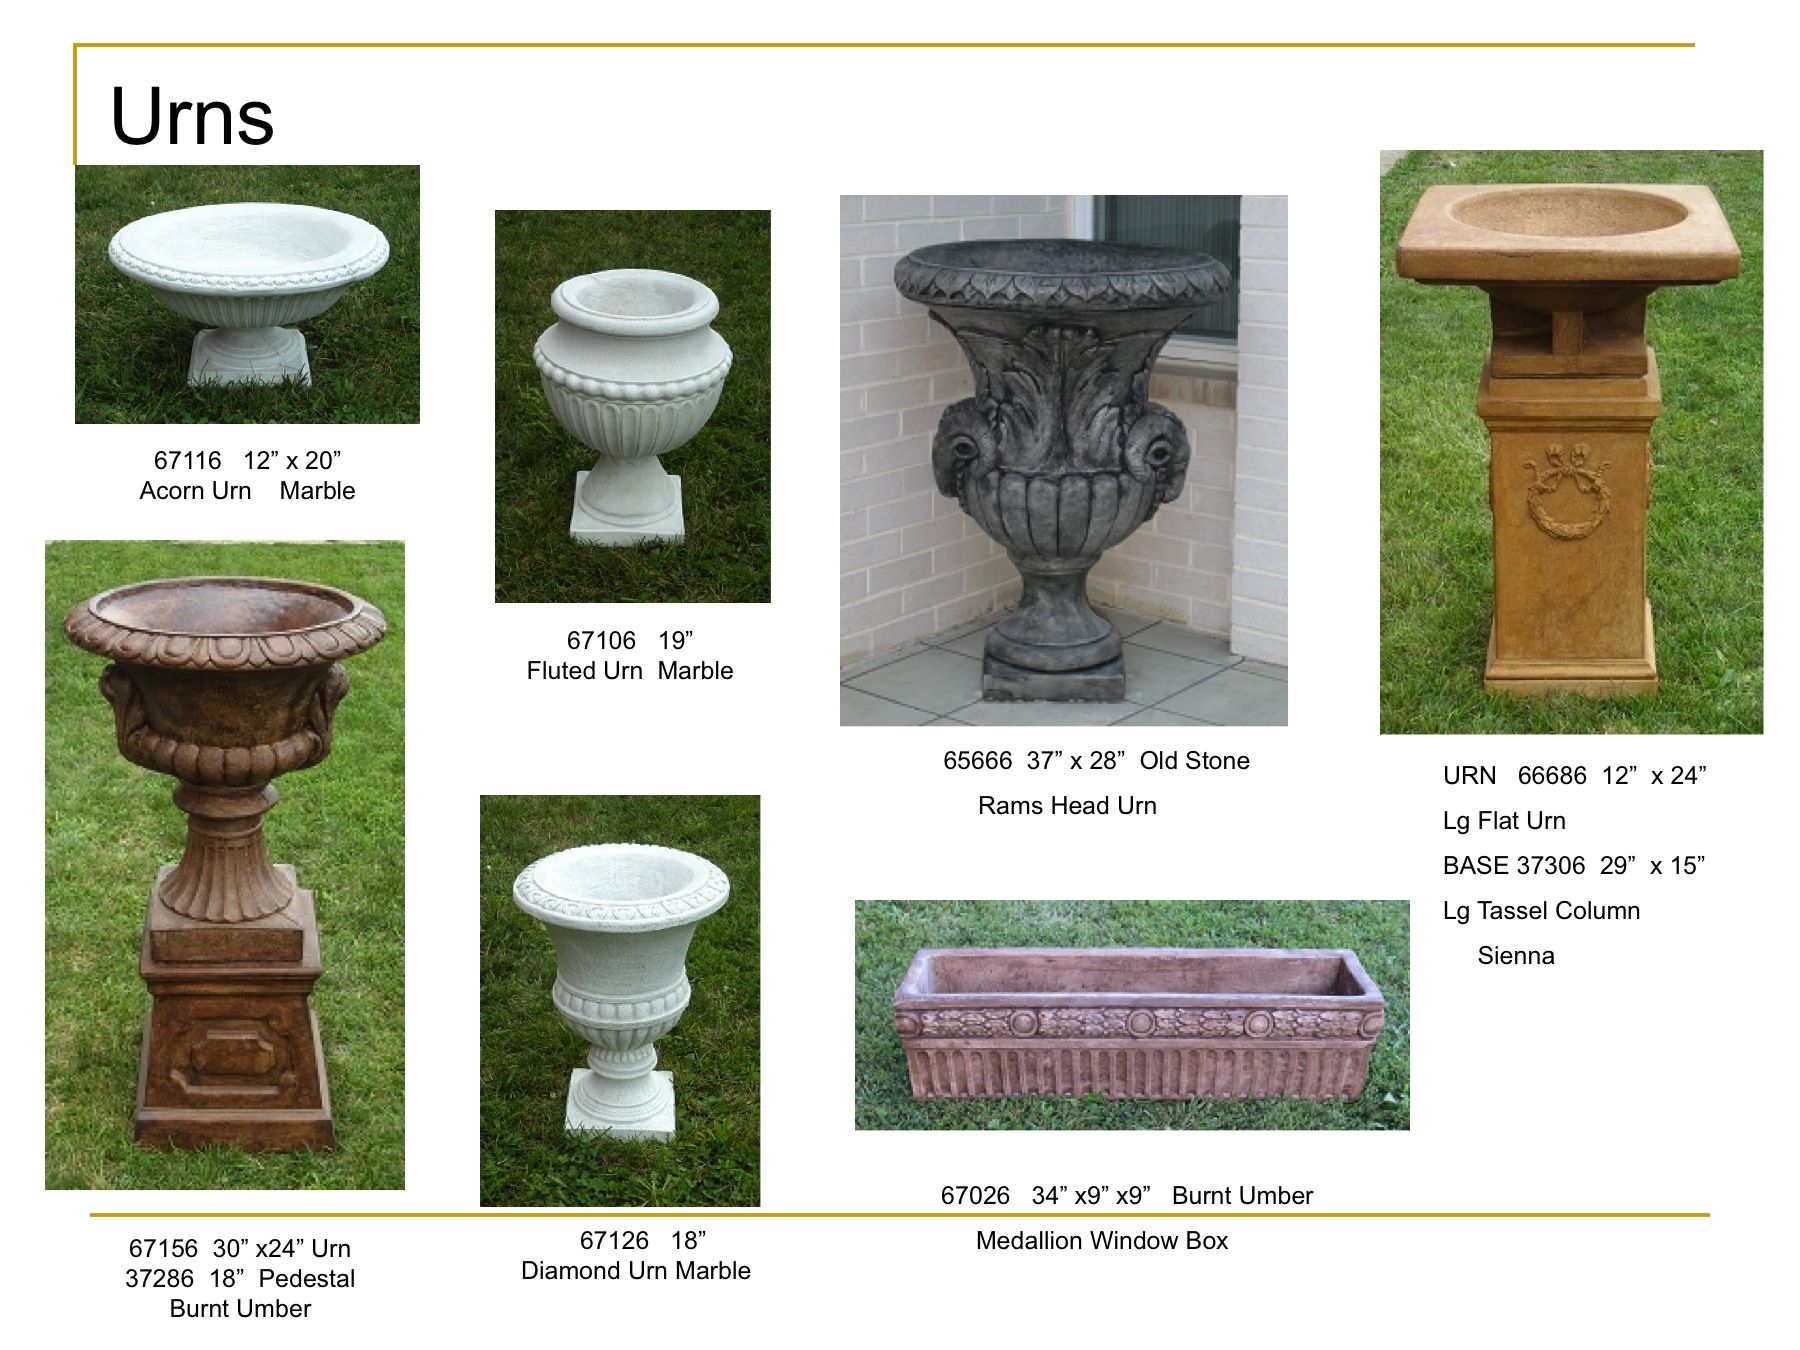 Urns
67116 12” x 20”
Acorn Urn Marble
67106 19”
Fluted Urn Marble
65666 37” x 28” Old Stone
Rams Head Urn
URN 66686 12” x 24”
Lg Flat Urn
BASE 37306 29” x 15”
Lg Tassel Column
Sienna
67156 30” x24” Urn
37286 18” Pedestal
Burnt Umber
67126 18”
Diamond Urn Marble
67026 34” x9” x9” Burnt Umber
Medallion Window Box